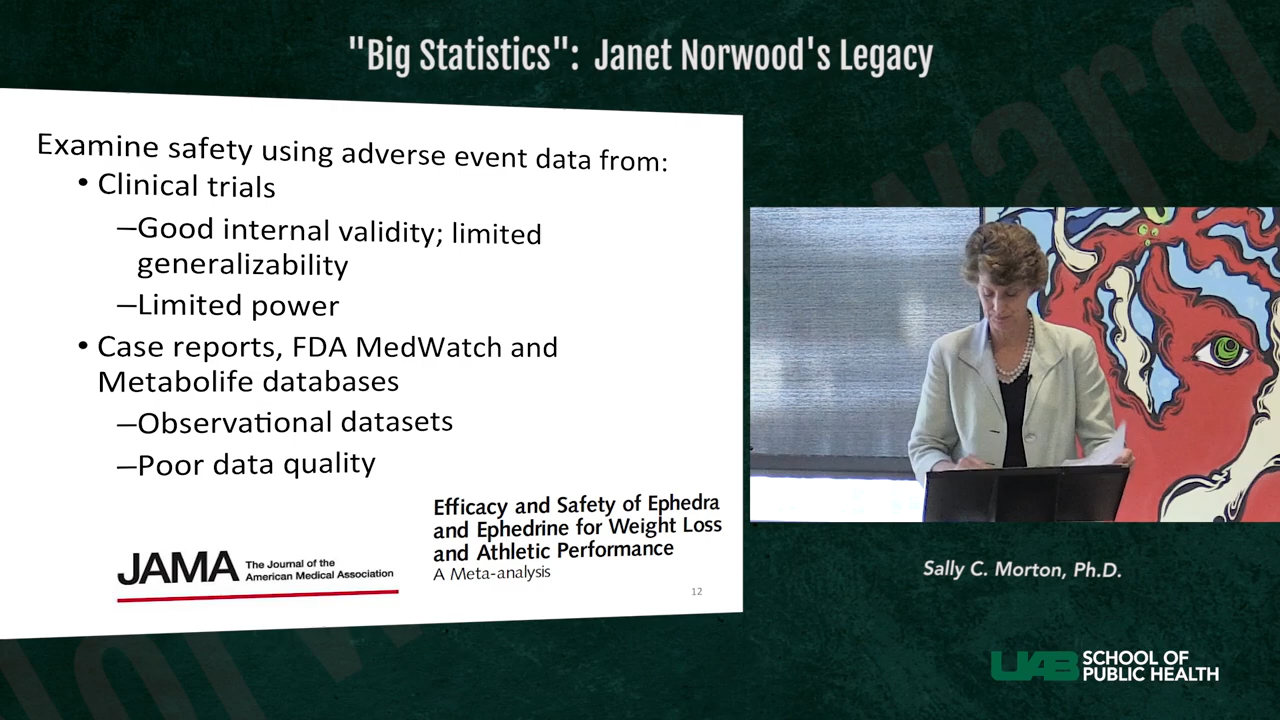 "Big Statistics": Janet Norwood's Legacy
Examine safety using adverse event data from:
• Clinical trials
–Good internal validity; limited
generalizability
–Limited power
• Case reports, FDA MedWatch and
Metabolife databases
–Observational datasets
–Poor data quality
Efficacy and Safety of Ephedra
and Ephedrine for Weight Loss
and Athletic Performance
A Meta-analysis
JAMA The Journal of the
American Medical Association
12
Sally C. Morton, Ph.D.
UAB SCHOOL OF
PUBLIC HEALTH